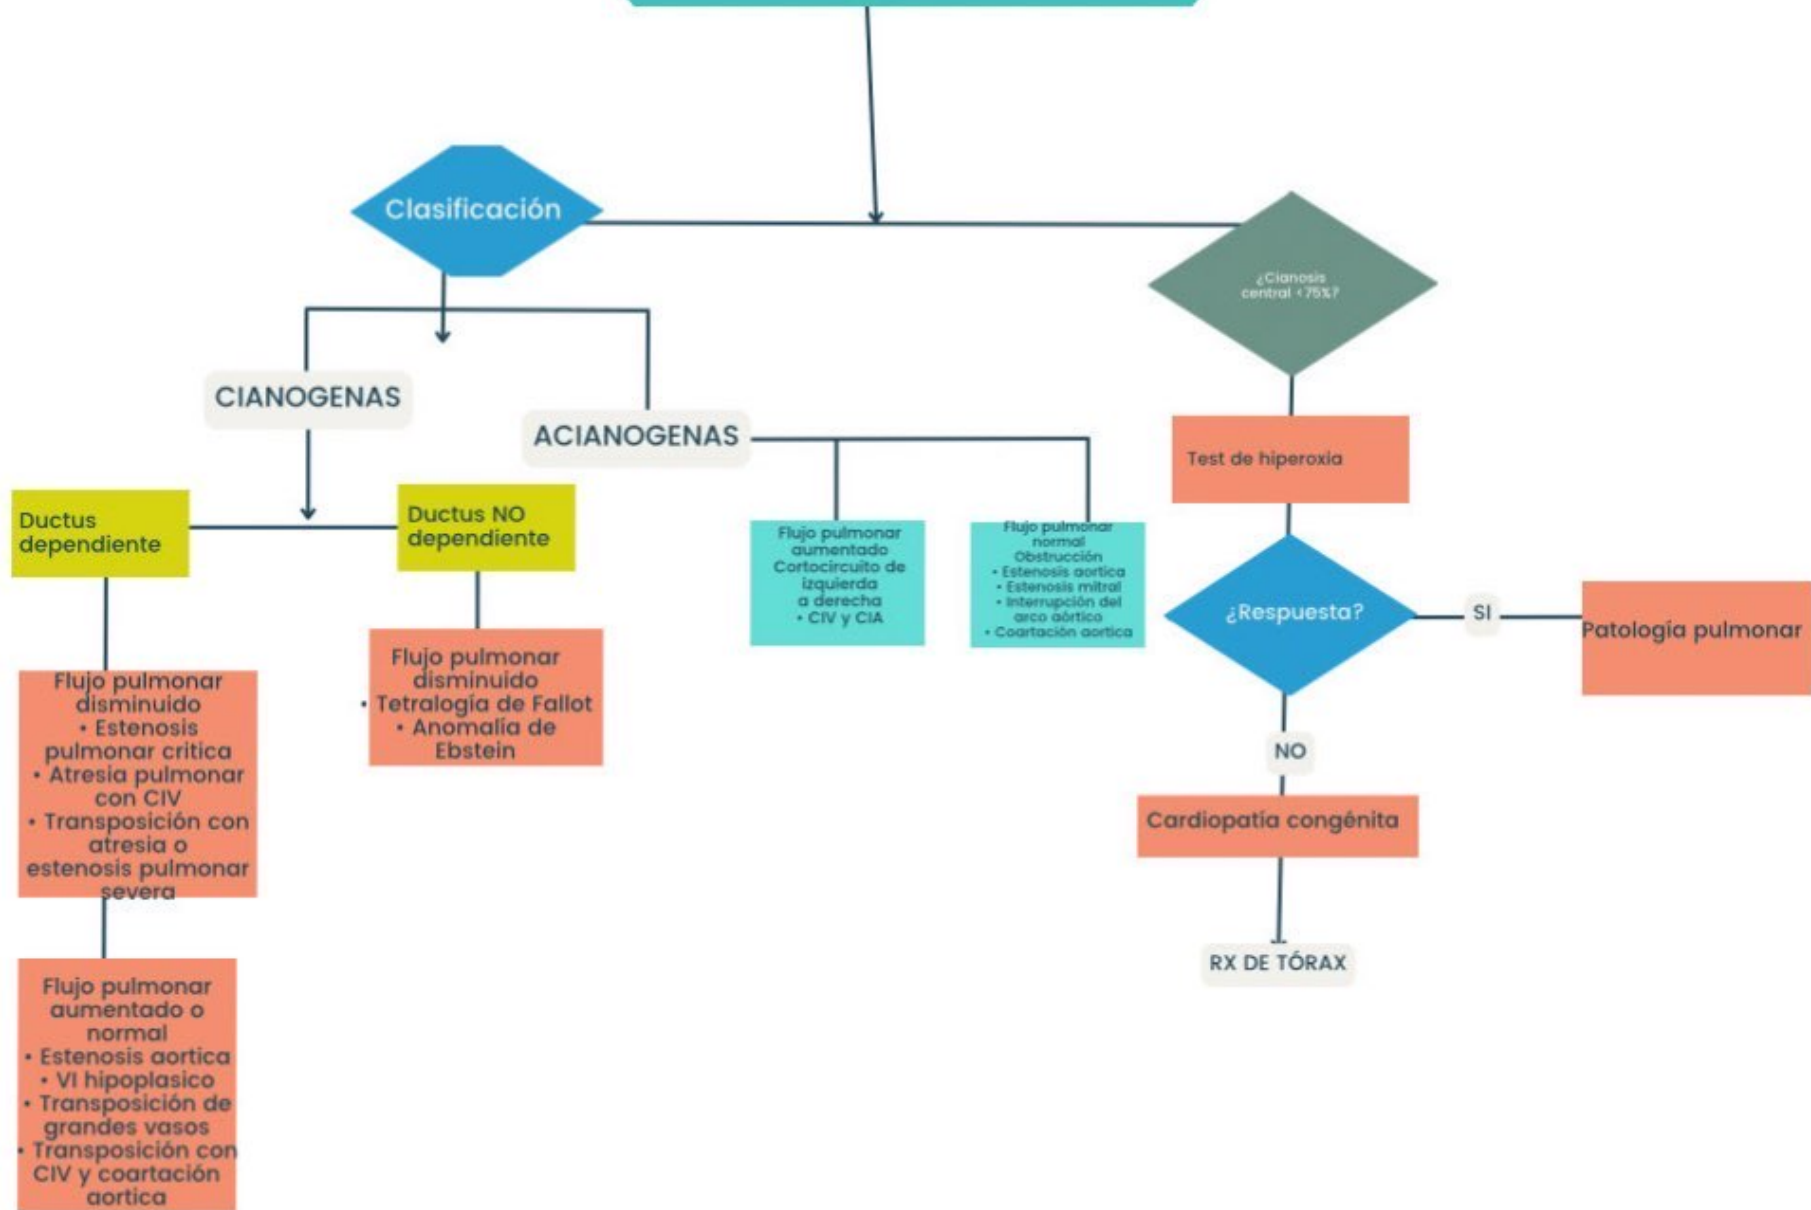 Clasificación
¿Cianosis
central <75%?
CIANOGENAS
ACIANOGENAS
Test de hiperoxia
Ductus
dependiente
Ductus NO
dependiente
Flujo pulmonar
aumentado
Cortocircuito de
izquierda
a derecha
• CIV y CIA
Flujo pulmonar
normal
Obstrucción
• Estenosis aortica
• Estenosis mitral
• Interrupción del
arco aórtico
• Coartación aortica
¿Respuesta?
SI
Patología pulmonar
Flujo pulmonar
disminuido
• Estenosis
pulmonar critica
• Atresia pulmonar
con CIV
• Transposición con
atresia o
estenosis pulmonar
severa
Flujo pulmonar
disminuido
• Tetralogía de Fallot
• Anomalía de
Ebstein
NO
Cardiopatía congénita
RX DE TÓRAX
Flujo pulmonar
aumentado o
normal
• Estenosis aortica
• VI hipoplasico
• Transposición de
grandes vasos
• Transposición con
CIV y coartación
aortica